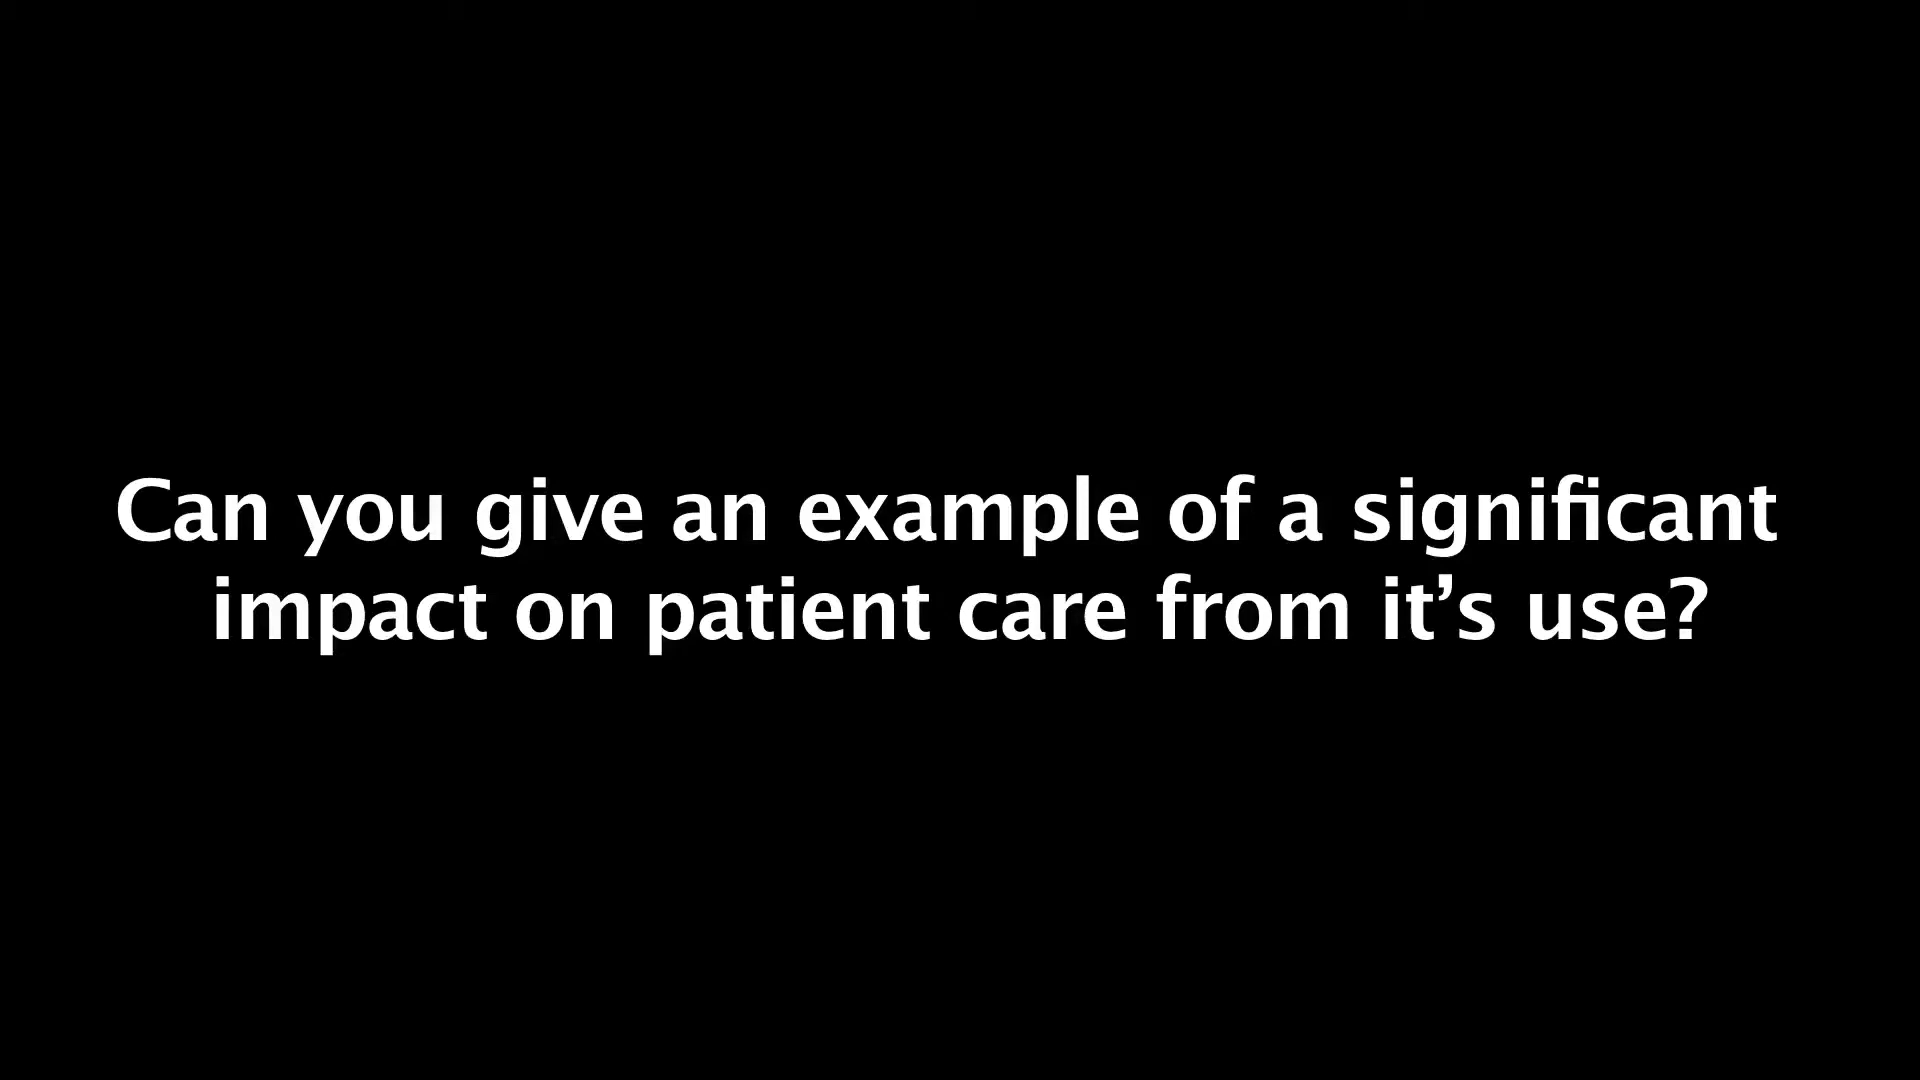 Can you give an example of a significant
impact on patient care from it’s use?